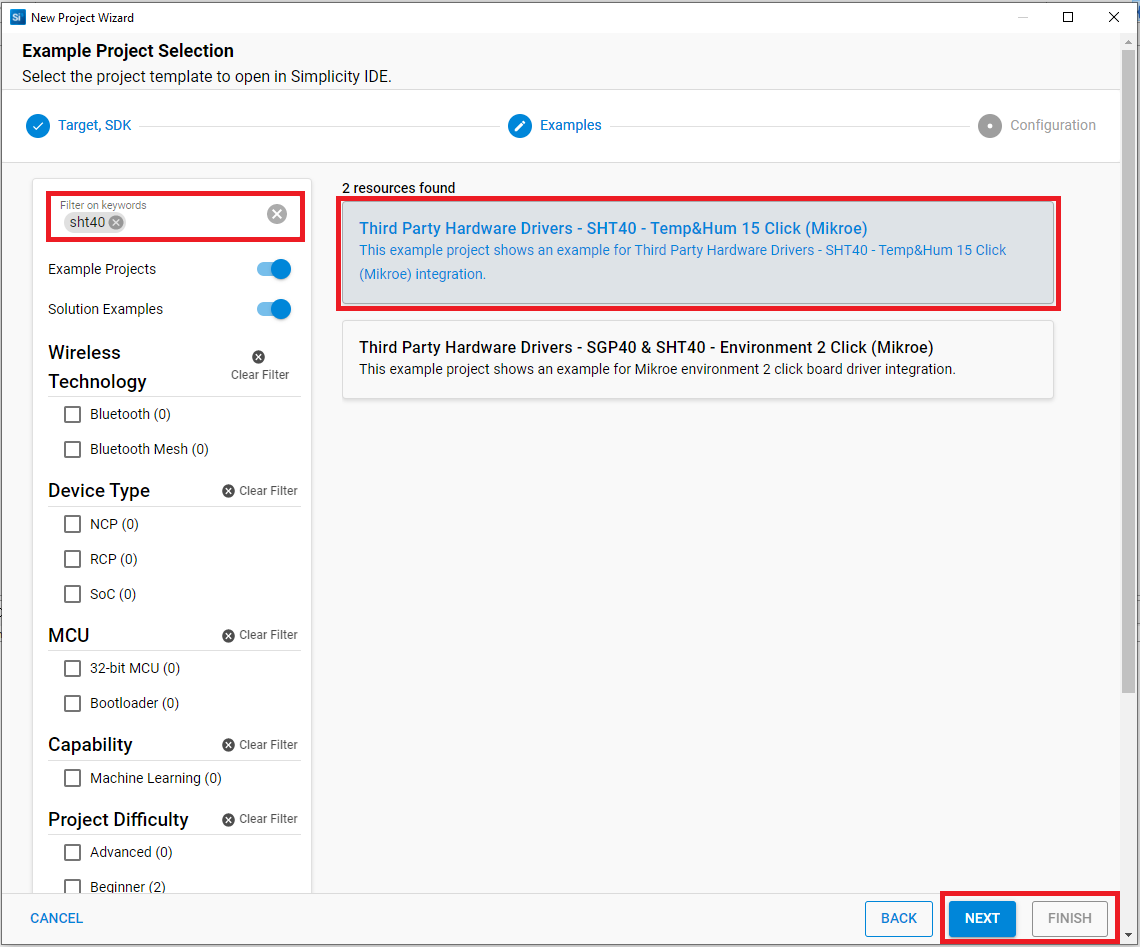 Si New Project Wizard
Example Project Selection
Select the project template to open in Simplicity IDE.
Target, SDK
Examples
Configuration
Filter on keywords
sht40
Example Projects
Solution Examples
Wireless
Technology
Clear Filter
Bluetooth (0)
Bluetooth Mesh (0)
Device Type
Clear Filter
NCP (0)
RCP (0)
SoC (0)
MCU
Clear Filter
32-bit MCU (0)
Bootloader (0)
Capability
Clear Filter
Machine Learning (0)
Project Difficulty
Clear Filter
Advanced (0)
Beginner (2)
2 resources found
Third Party Hardware Drivers - SHT40 - Temp&Hum 15 Click (Mikroe)
This example project shows an example for Third Party Hardware Drivers - SHT40 - Temp&Hum 15 Click
(Mikroe) integration.
Third Party Hardware Drivers - SGP40 & SHT40 - Environment 2 Click (Mikroe)
This example project shows an example for Mikroe environment 2 click board driver integration.
CANCEL
BACK
NEXT
FINISH